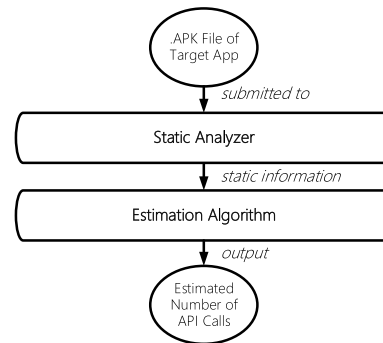 .APK File of
Target App
submitted to
Static Analyzer
static information
Estimation Algorithm
output
Estimated
Number of
API Calls